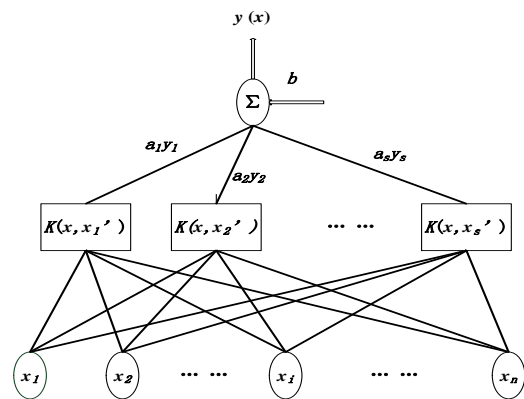 y (x)
b
Σ
a₁y₁
a₂y₂
aₛyₛ
K(x, x₁’)
K(x, x₂’)
… …
K(x, xₛ’)
x₁
x₂
… …
xᵢ
… …
xₙ